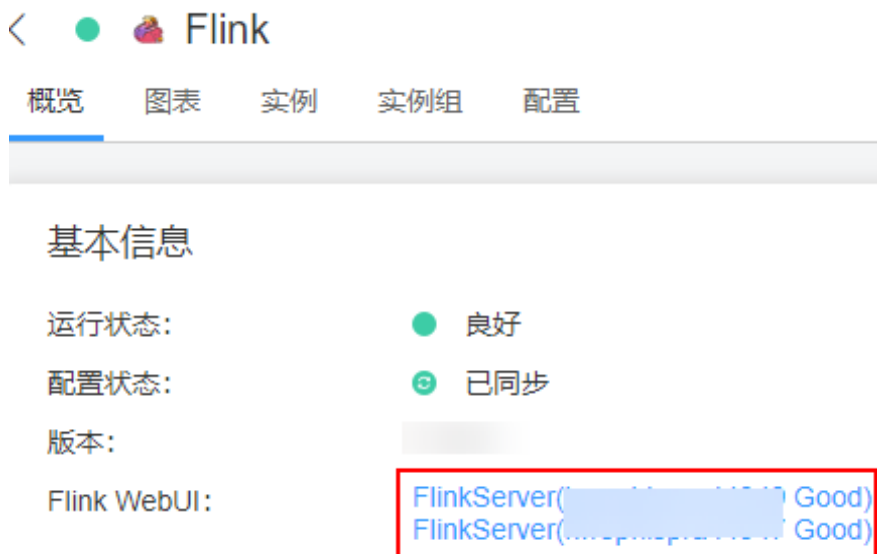 Flink
概览 图表 实例 实例组 配置
基本信息
运行状态: 良好
配置状态: 已同步
版本:
Flink WebUI: FlinkServer( Good)
FlinkServer( Good)